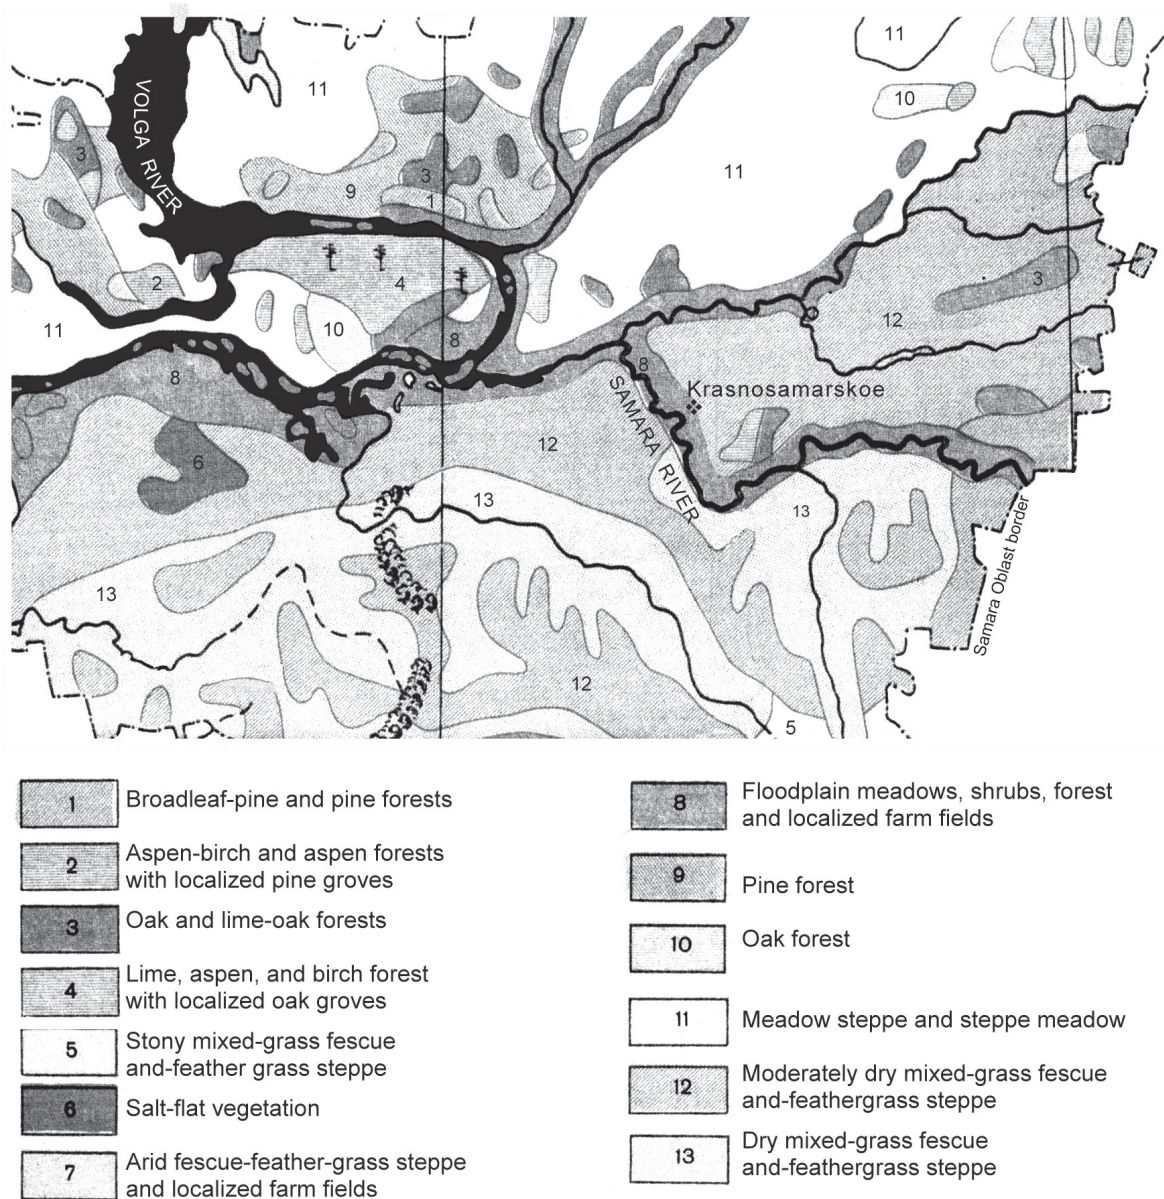 11
11
10
VOLGA RIVER
3
3
11
9
1
2
4
3
12
11
10
8
8
8
Krasnosamarskoe
SAMARA RIVER
12
6
13
13
Samara Oblast border
13
12
5
1 Broadleaf-pine and pine forests
2 Aspen-birch and aspen forests
with localized pine groves
3 Oak and lime-oak forests
4 Lime, aspen, and birch forest
with localized oak groves
5 Stony mixed-grass fescue
and-feather grass steppe
6 Salt-flat vegetation
7 Arid fescue-feather-grass steppe
and localized farm fields
8 Floodplain meadows, shrubs, forest
and localized farm fields
9 Pine forest
10 Oak forest
11 Meadow steppe and steppe meadow
12 Moderately dry mixed-grass fescue
and-feathergrass steppe
13 Dry mixed-grass fescue
and-feathergrass steppe